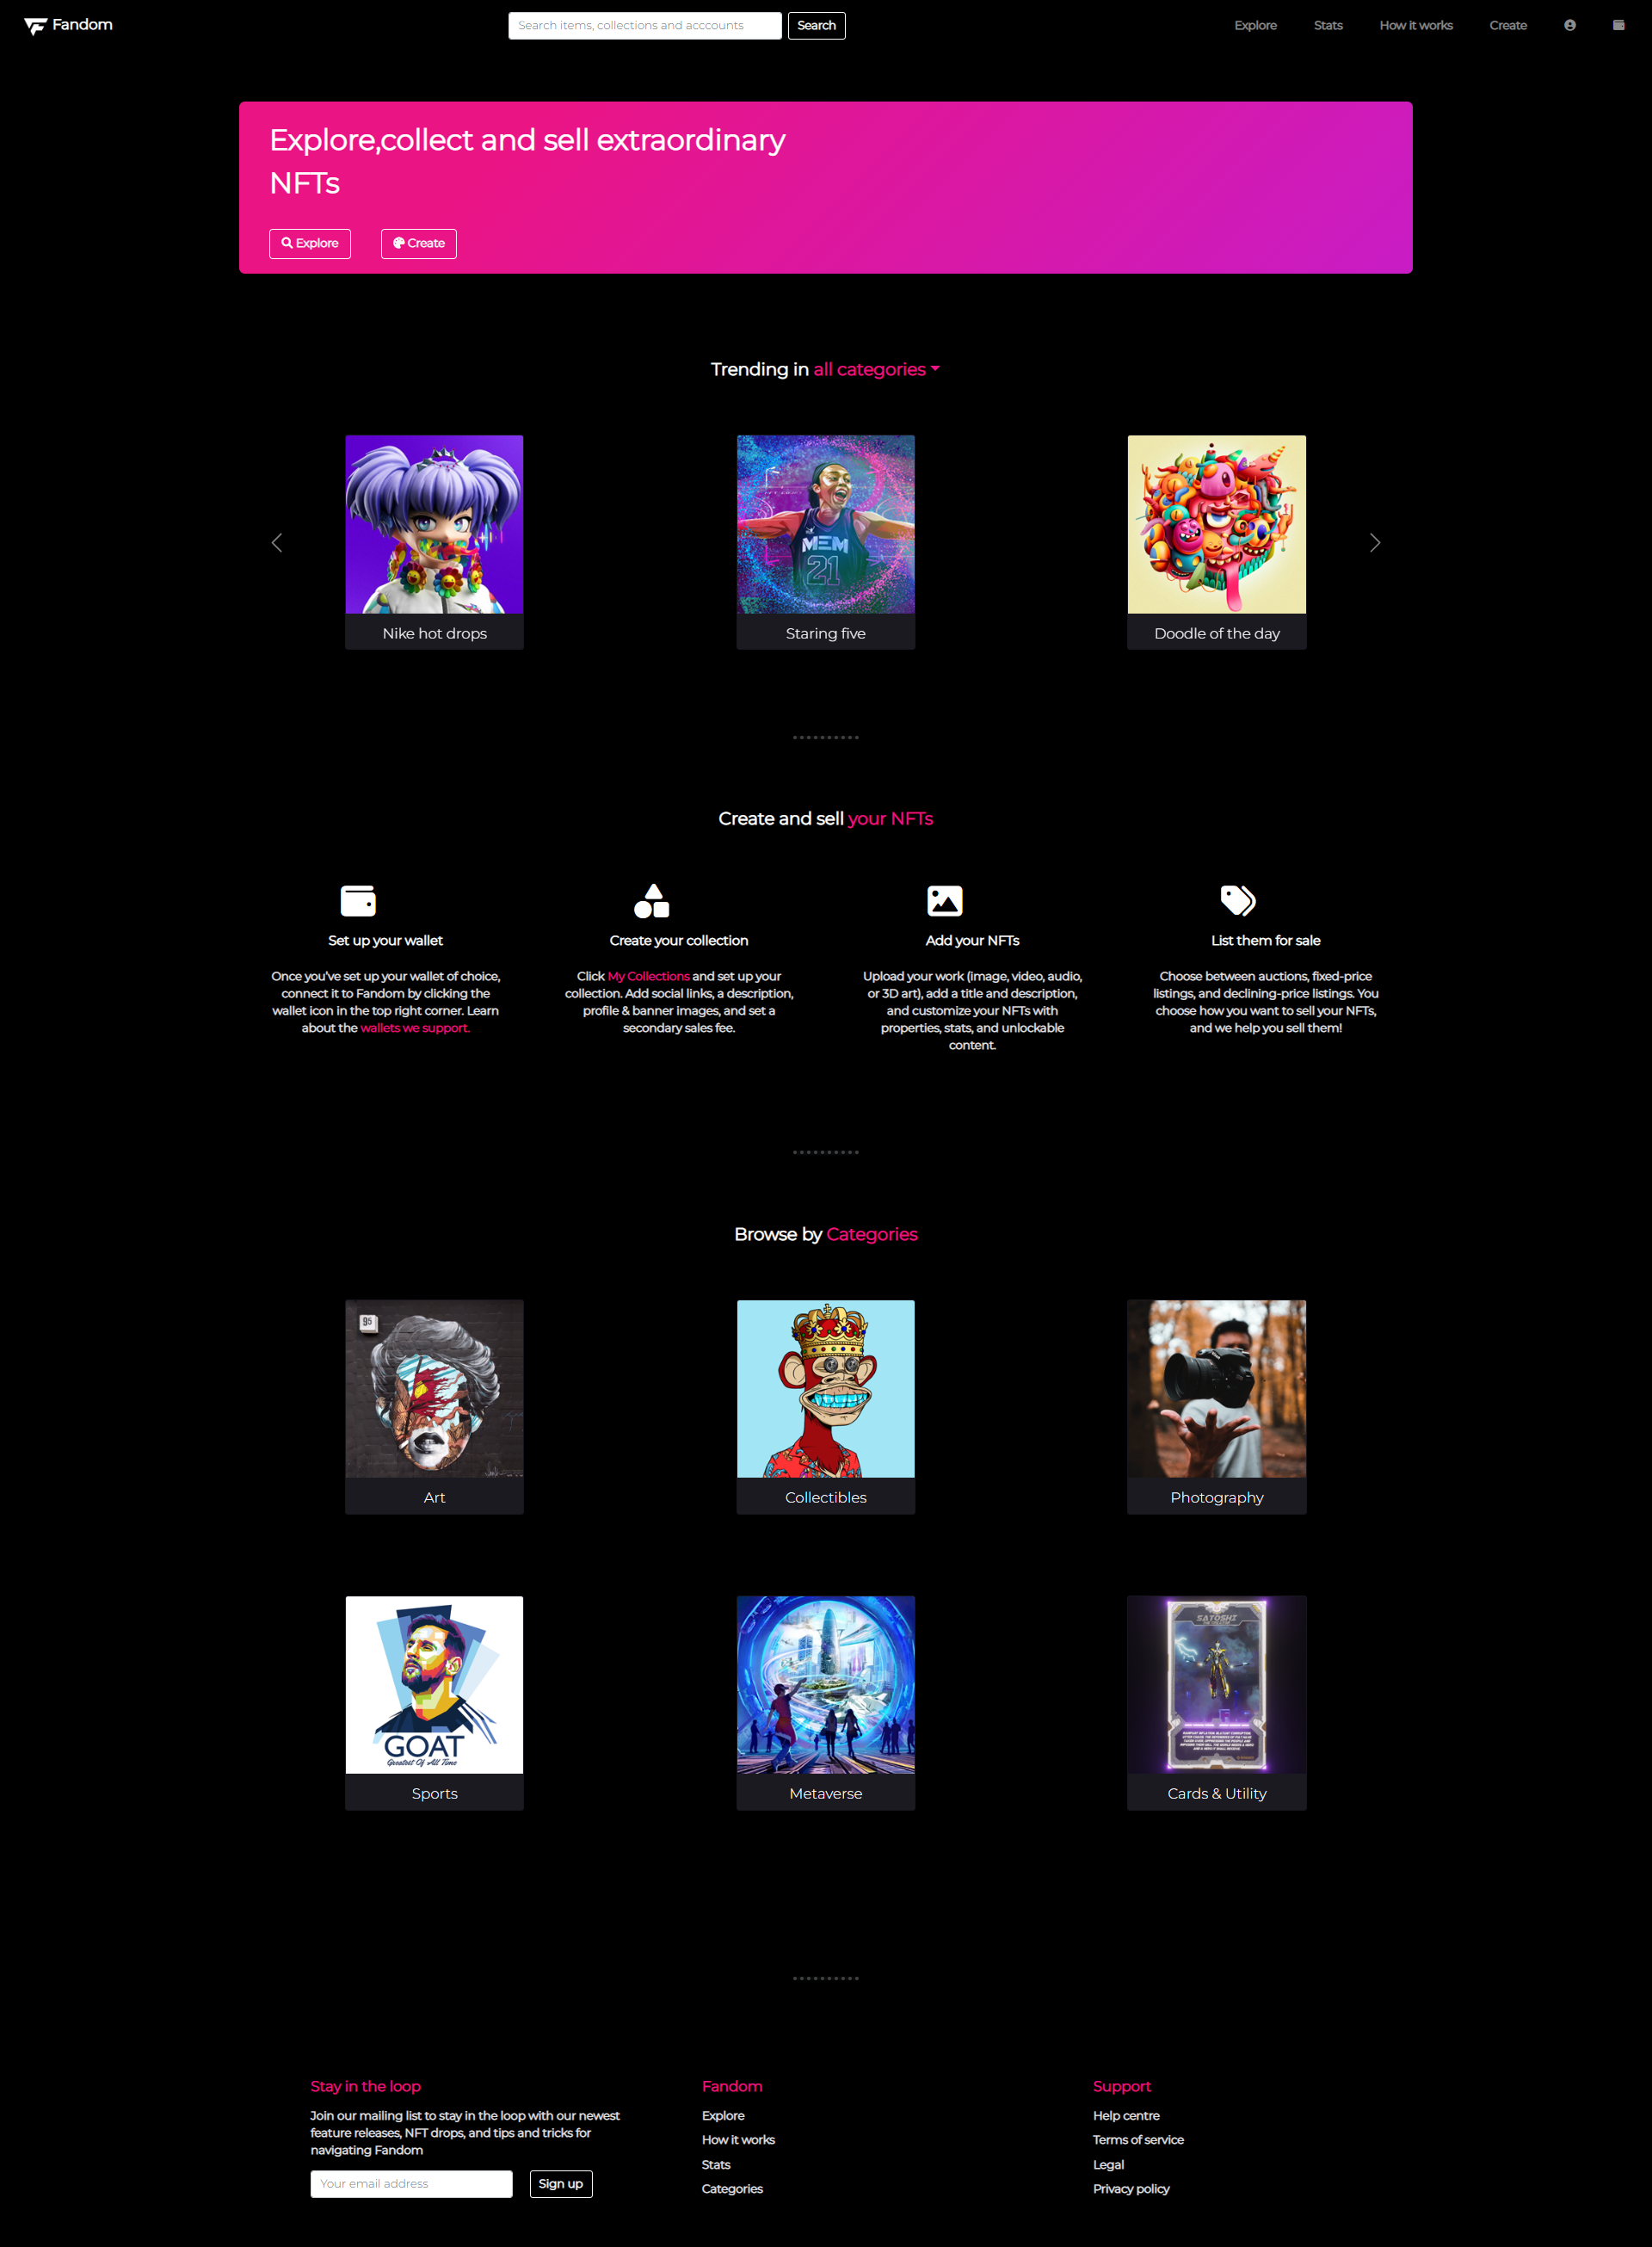 Fandom
Search items, collections and acccounts
Search
Explore
Stats
How it works
Create
Explore,collect and sell extraordinary
NFTs
Explore
Create
Trending in all categories
MEM
21
Nike hot drops
Staring five
Doodle of the day
Create and sell your NFTs
Set up your wallet
Once you've set up your wallet of choice,
connect it to Fandom by clicking the
wallet icon in the top right corner. Learn
about the wallets we support.
Create your collection
Click My Collections and set up your
collection. Add social links, a description,
profile & banner images, and set a
secondary sales fee.
Add your NFTs
Upload your work (image, video, audio,
or 3D art), add a title and description,
and customize your NFTs with
properties, stats, and unlockable
content.
List them for sale
Choose between auctions, fixed-price
listings, and declining-price listings. You
choose how you want to sell your NFTs,
and we help you sell them!
Browse by Categories
95
Art
Collectibles
Photography
GOAT
Greatest Of All Time
Sports
Metaverse
SATOSHI
Cards & Utility
Stay in the loop
Join our mailing list to stay in the loop with our newest
feature releases, NFT drops, and tips and tricks for
navigating Fandom
Your email address
Sign up
Fandom
Explore
How it works
Stats
Categories
Support
Help centre
Terms of service
Legal
Privacy policy